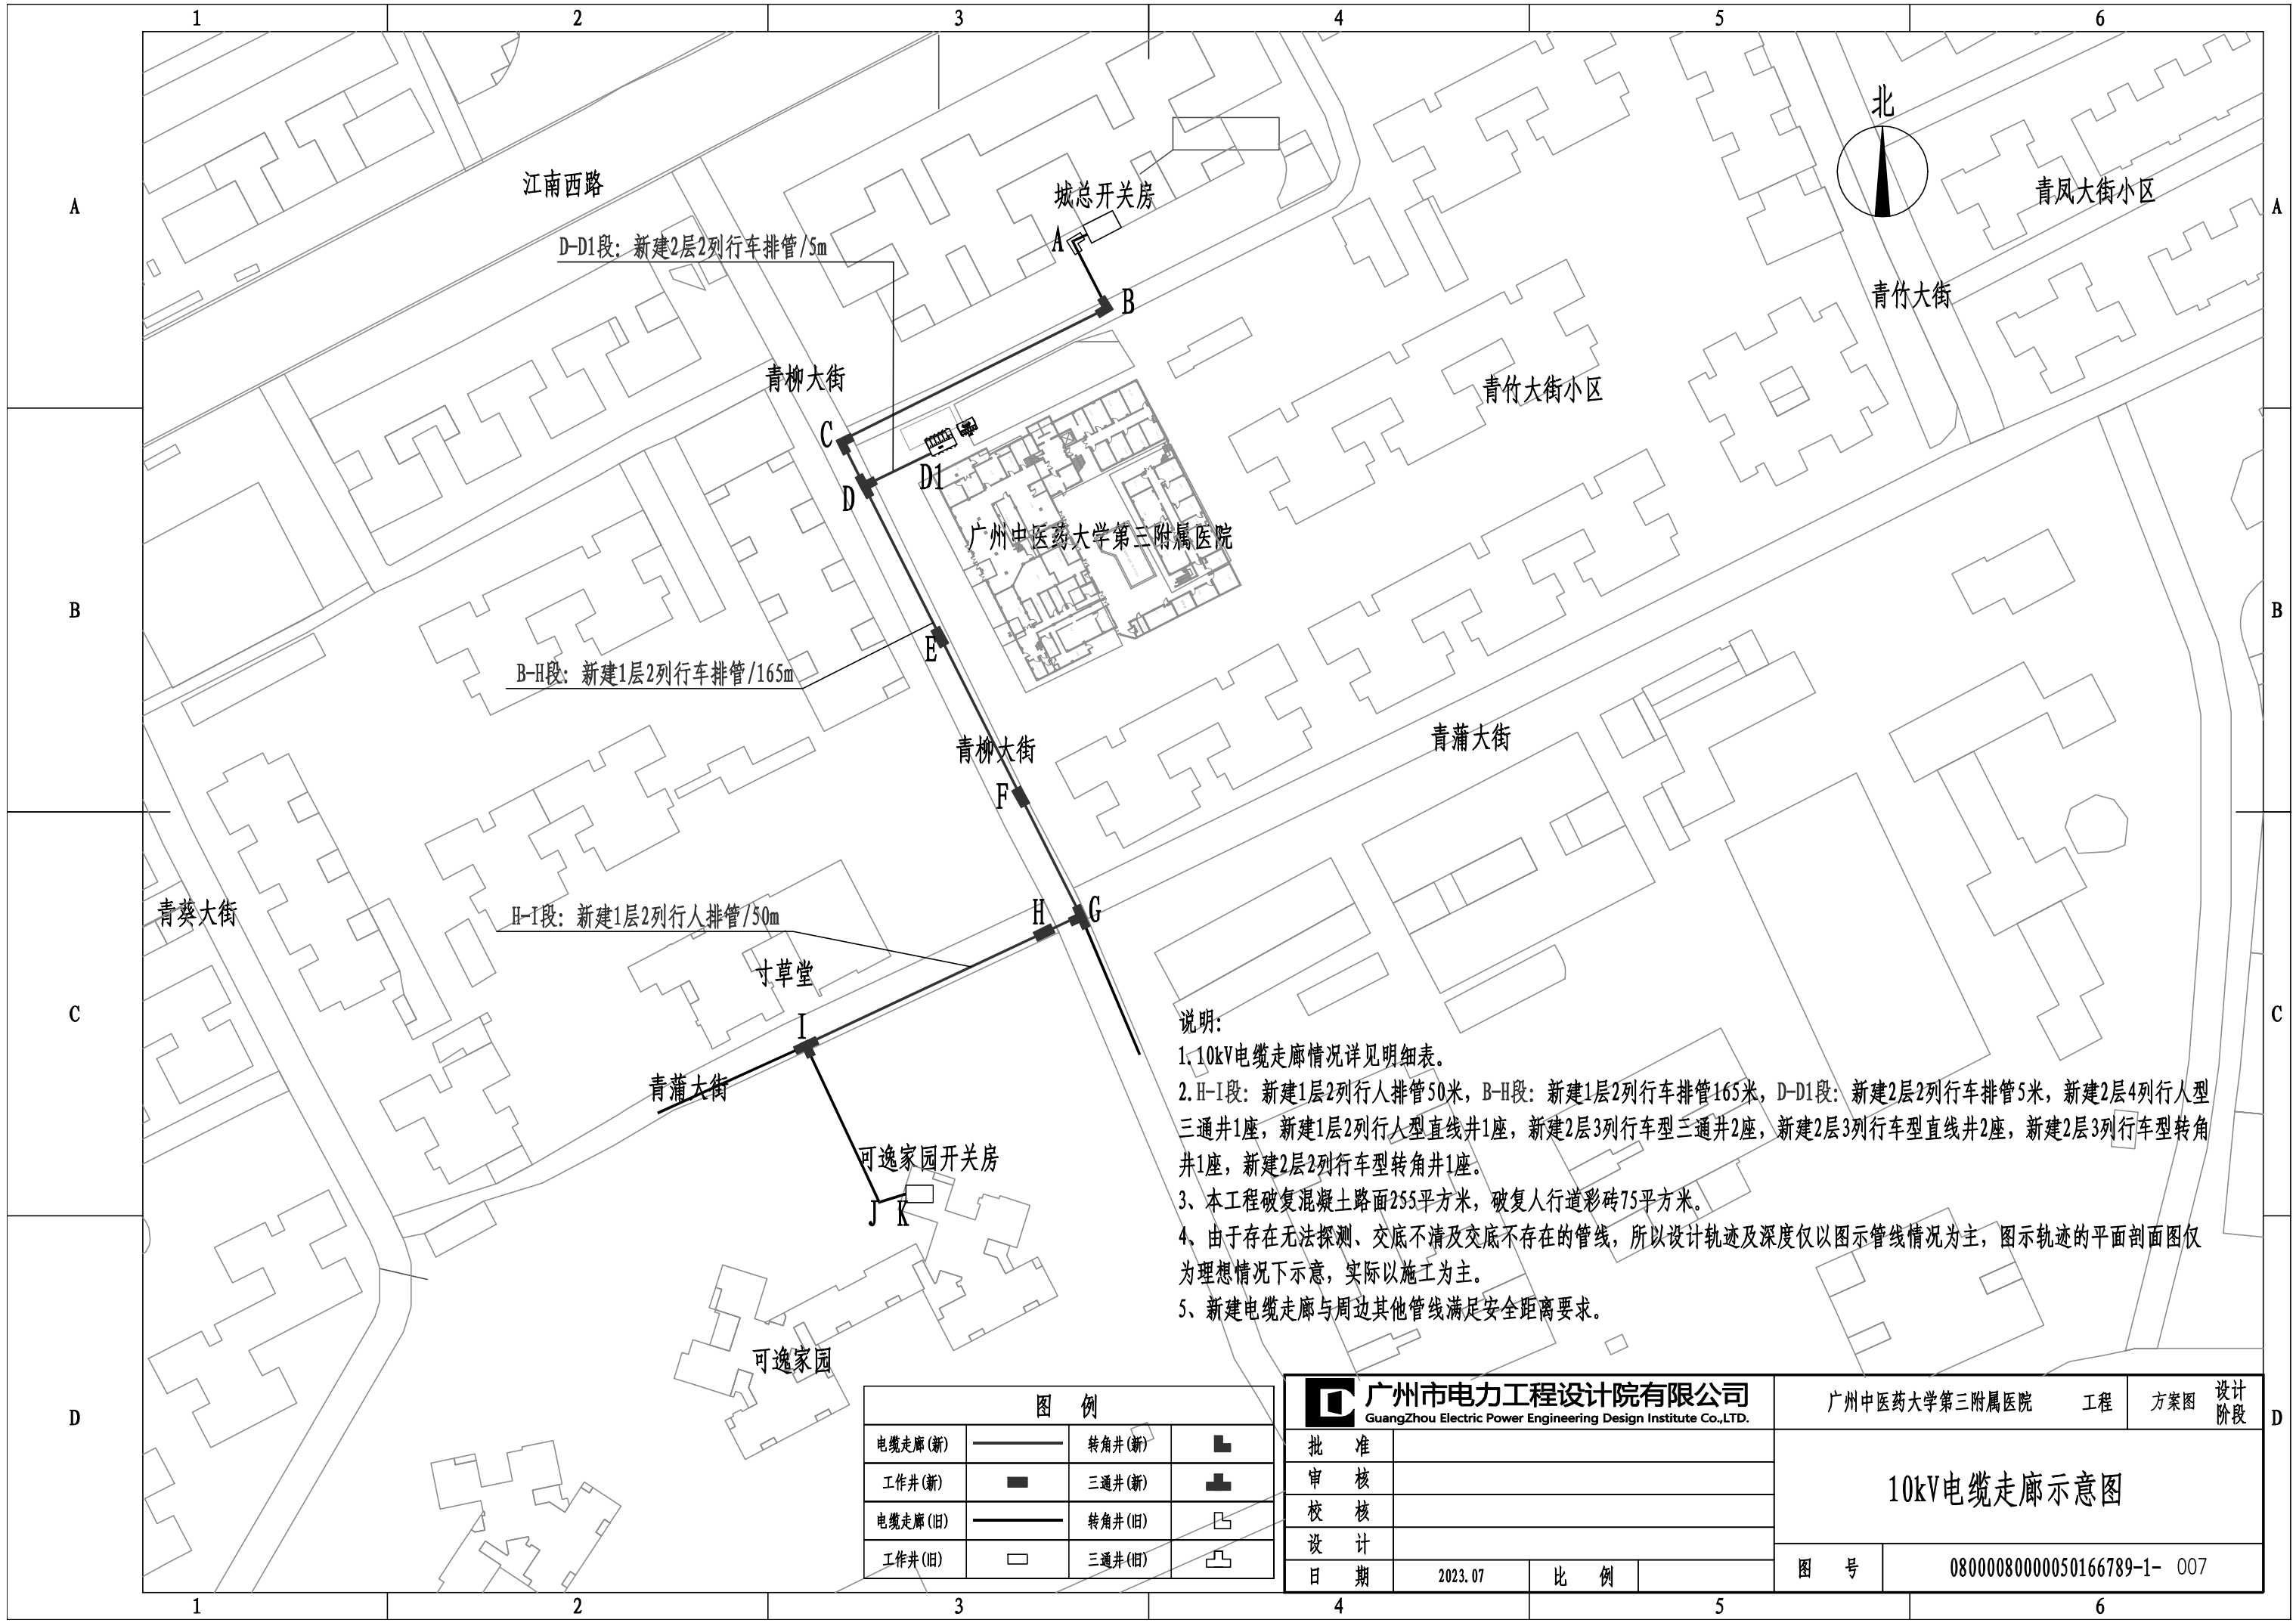 1 2 3 4 5 6
北
江南西路
城总开关房
青凤大街小区
A A
D-D1段：新建2层2列行车排管/5m
A
B
青竹大街
青柳大街
青竹大街小区
C
D1
D
广州中医药大学第三附属医院
B B
E
B-H段：新建1层2列行车排管/165m
青柳大街
青蒲大街
F
青葵大街
H-I段：新建1层2列行人排管/50m
H G
寸草堂
C C
I
说明：
1.10kV电缆走廊情况详见明细表。
2.H-I段：新建1层2列行人排管50米，B-H段：新建1层2列行车排管165米，D-D1段：新建2层2列行车排管5米，新建2层4列行人型
三通井1座，新建1层2列行人型直线井1座，新建2层3列行车型三通井2座，新建2层3列行车型直线井2座，新建2层3列行车型转角
井1座，新建2层2列行车型转角井1座。
3、本工程破复混凝土路面255平方米，破复人行道彩砖75平方米。
4、由于存在无法探测、交底不清及交底不存在的管线，所以设计轨迹及深度仅以图示管线情况为主，图示轨迹的平面剖面图仅
为理想情况下示意，实际以施工为主。
5、新建电缆走廊与周边其他管线满足安全距离要求。
青蒲大街
可逸家园开关房
J K
可逸家园
D D
图 例
电缆走廊(新) 转角井(新)
工作井(新) 三通井(新)
电缆走廊(旧) 转角井(旧)
工作井(旧) 三通井(旧)
广州市电力工程设计院有限公司
GuangZhou Electric Power Engineering Design Institute Co.,LTD.
广州中医药大学第三附属医院 工程 方案图 设计
阶段
批 准
审 核
校 核
设 计
日 期 2023.07 比 例
10kV电缆走廊示意图
图 号 08000080000050166789-1- 007
1 2 3 4 5 6